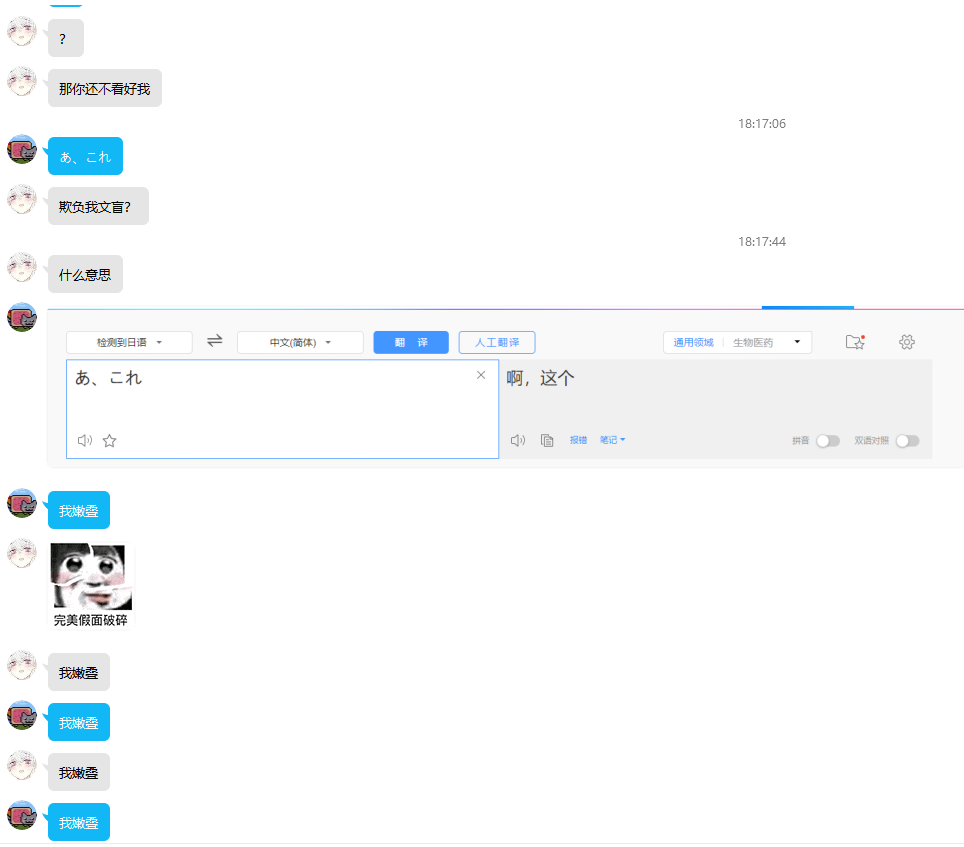 ?
那你还不看好我
18:17:06
あ、これ
欺负我文盲?
18:17:44
什么意思
检测到日语 中文(简体) 翻 译 人工翻译 通用领域 生物医药
あ、これ
啊，这个
报错 笔记 拼音 双语对照
我嫩叠
完美假面破碎
我嫩叠
我嫩叠
我嫩叠
我嫩叠